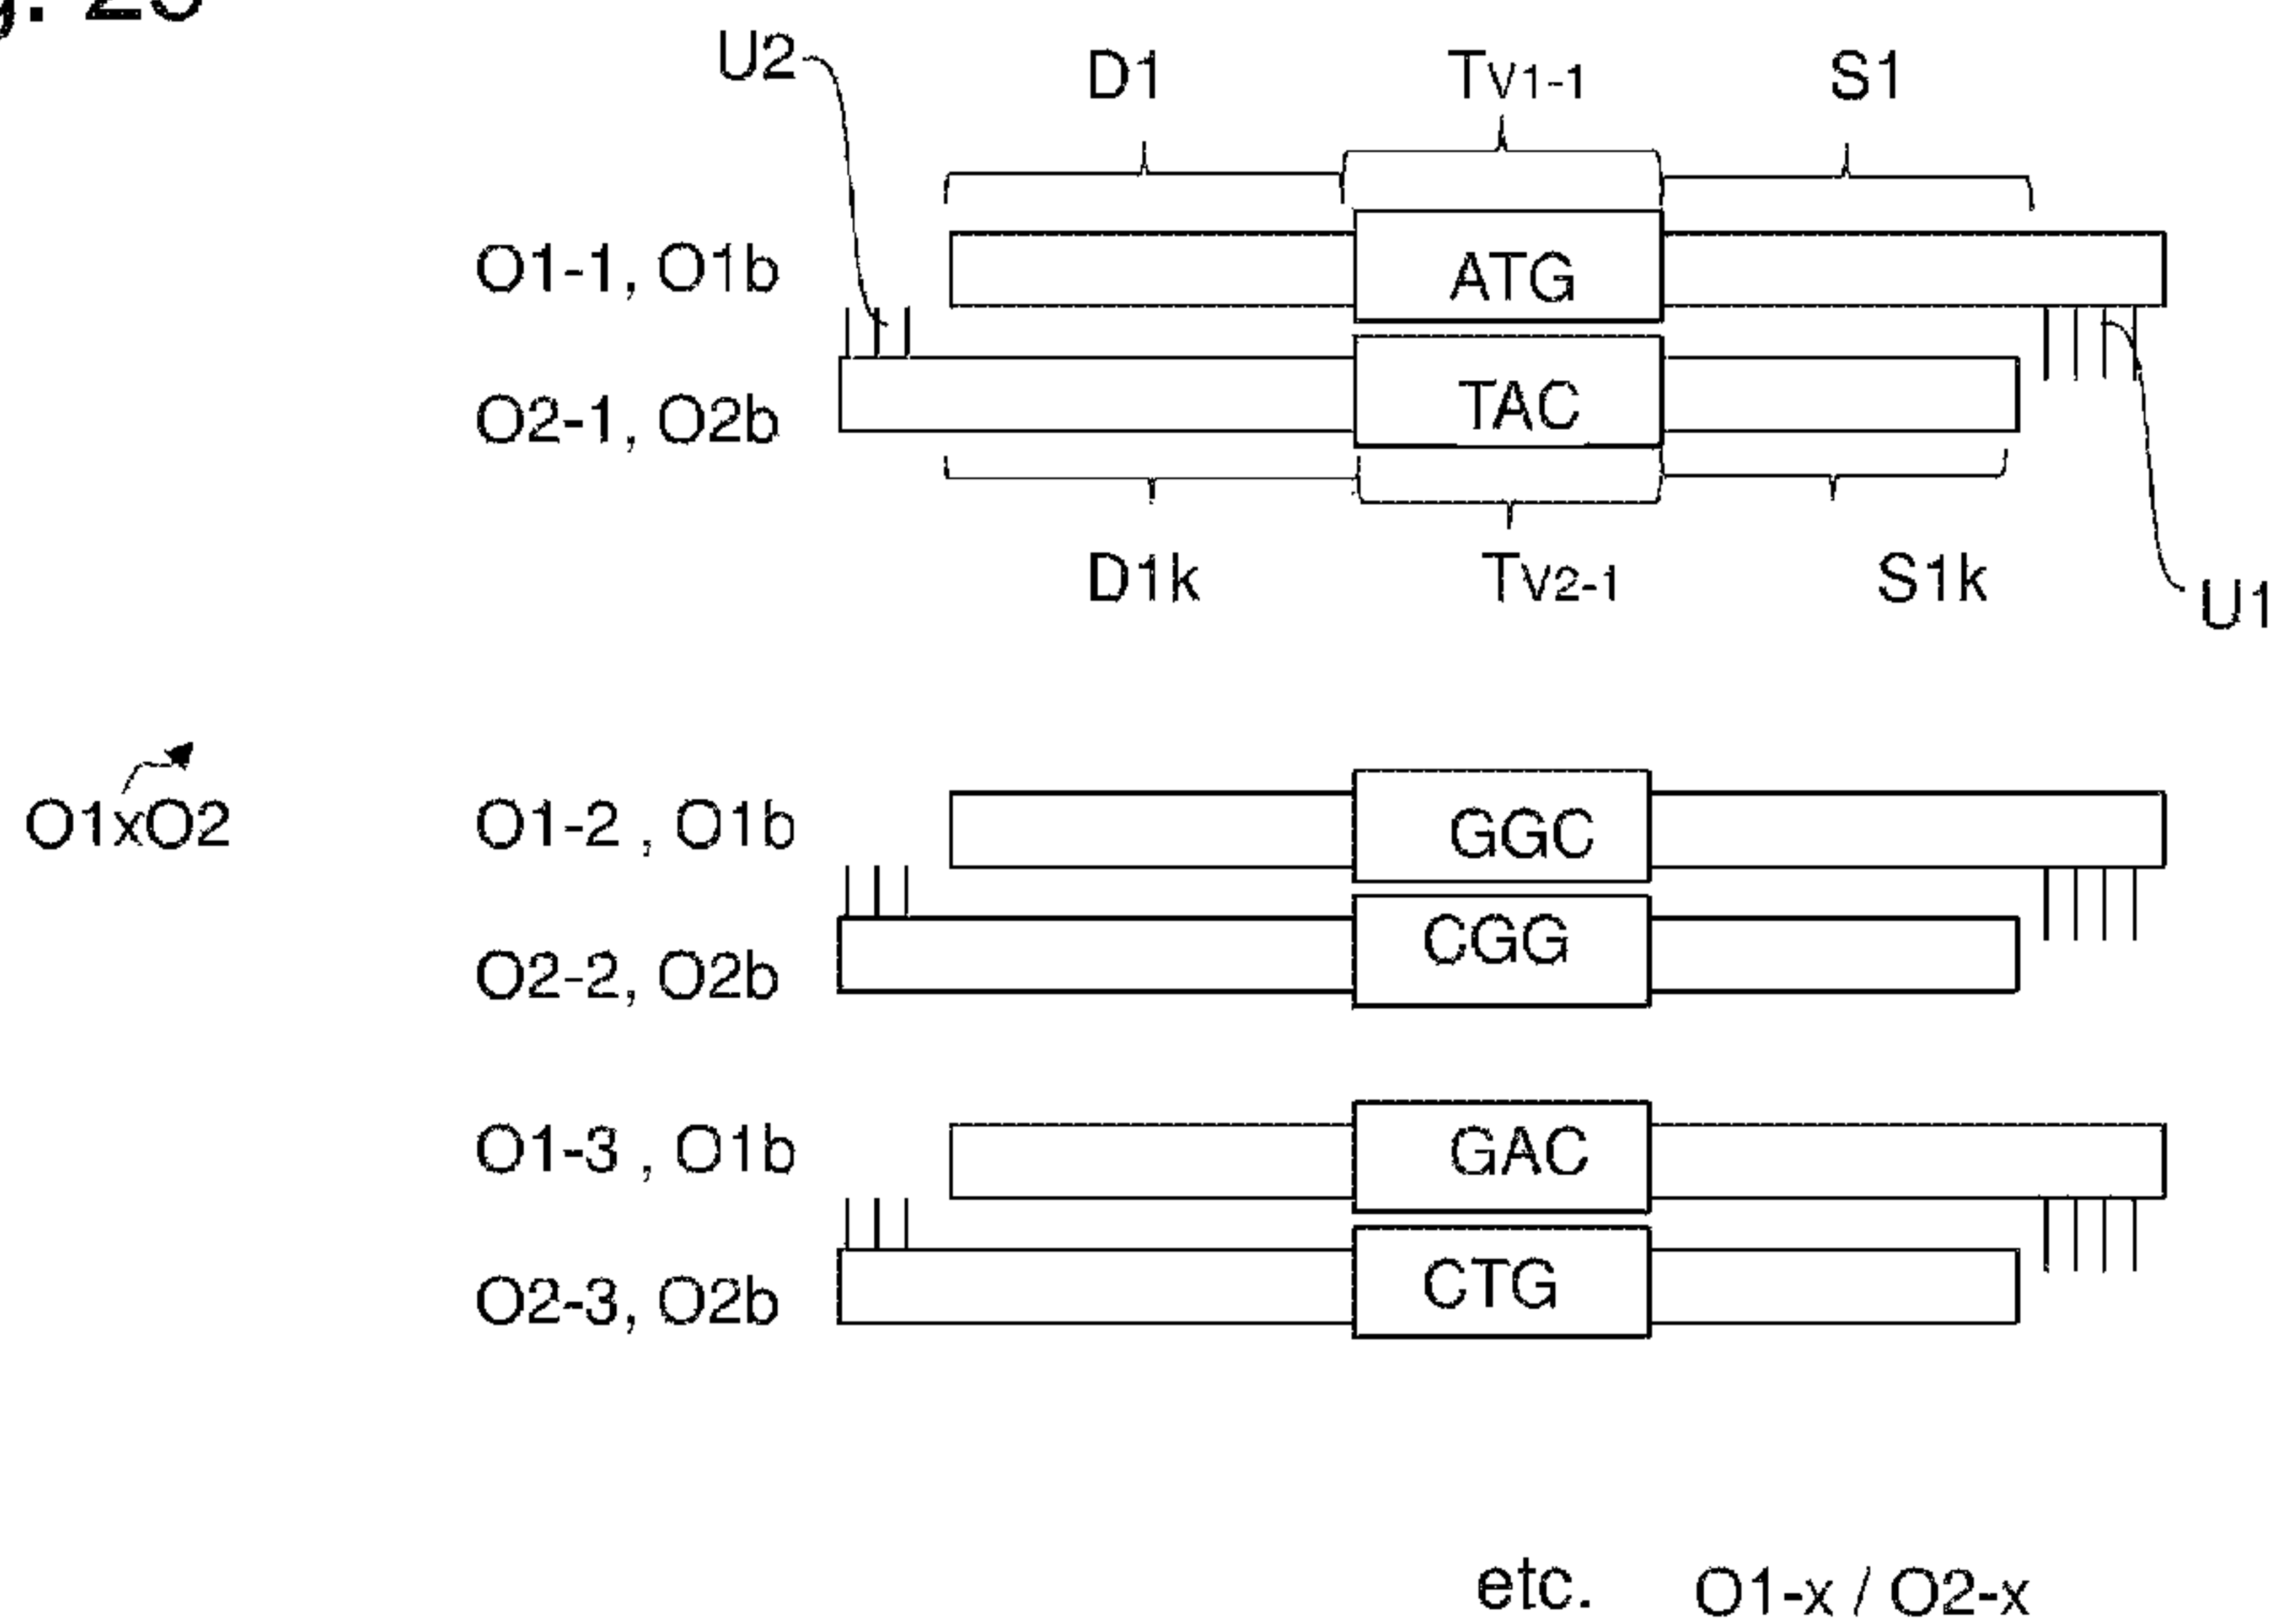 U2 D1 Tv1-1 S1
O1-1, O1b ATG
O2-1, O2b TAC
D1k Tv2-1 S1k U1
O1xO2
O1-2 , O1b GGC
O2-2, O2b CGG
O1-3 , O1b GAC
O2-3, O2b CTG
etc. O1-x / O2-x